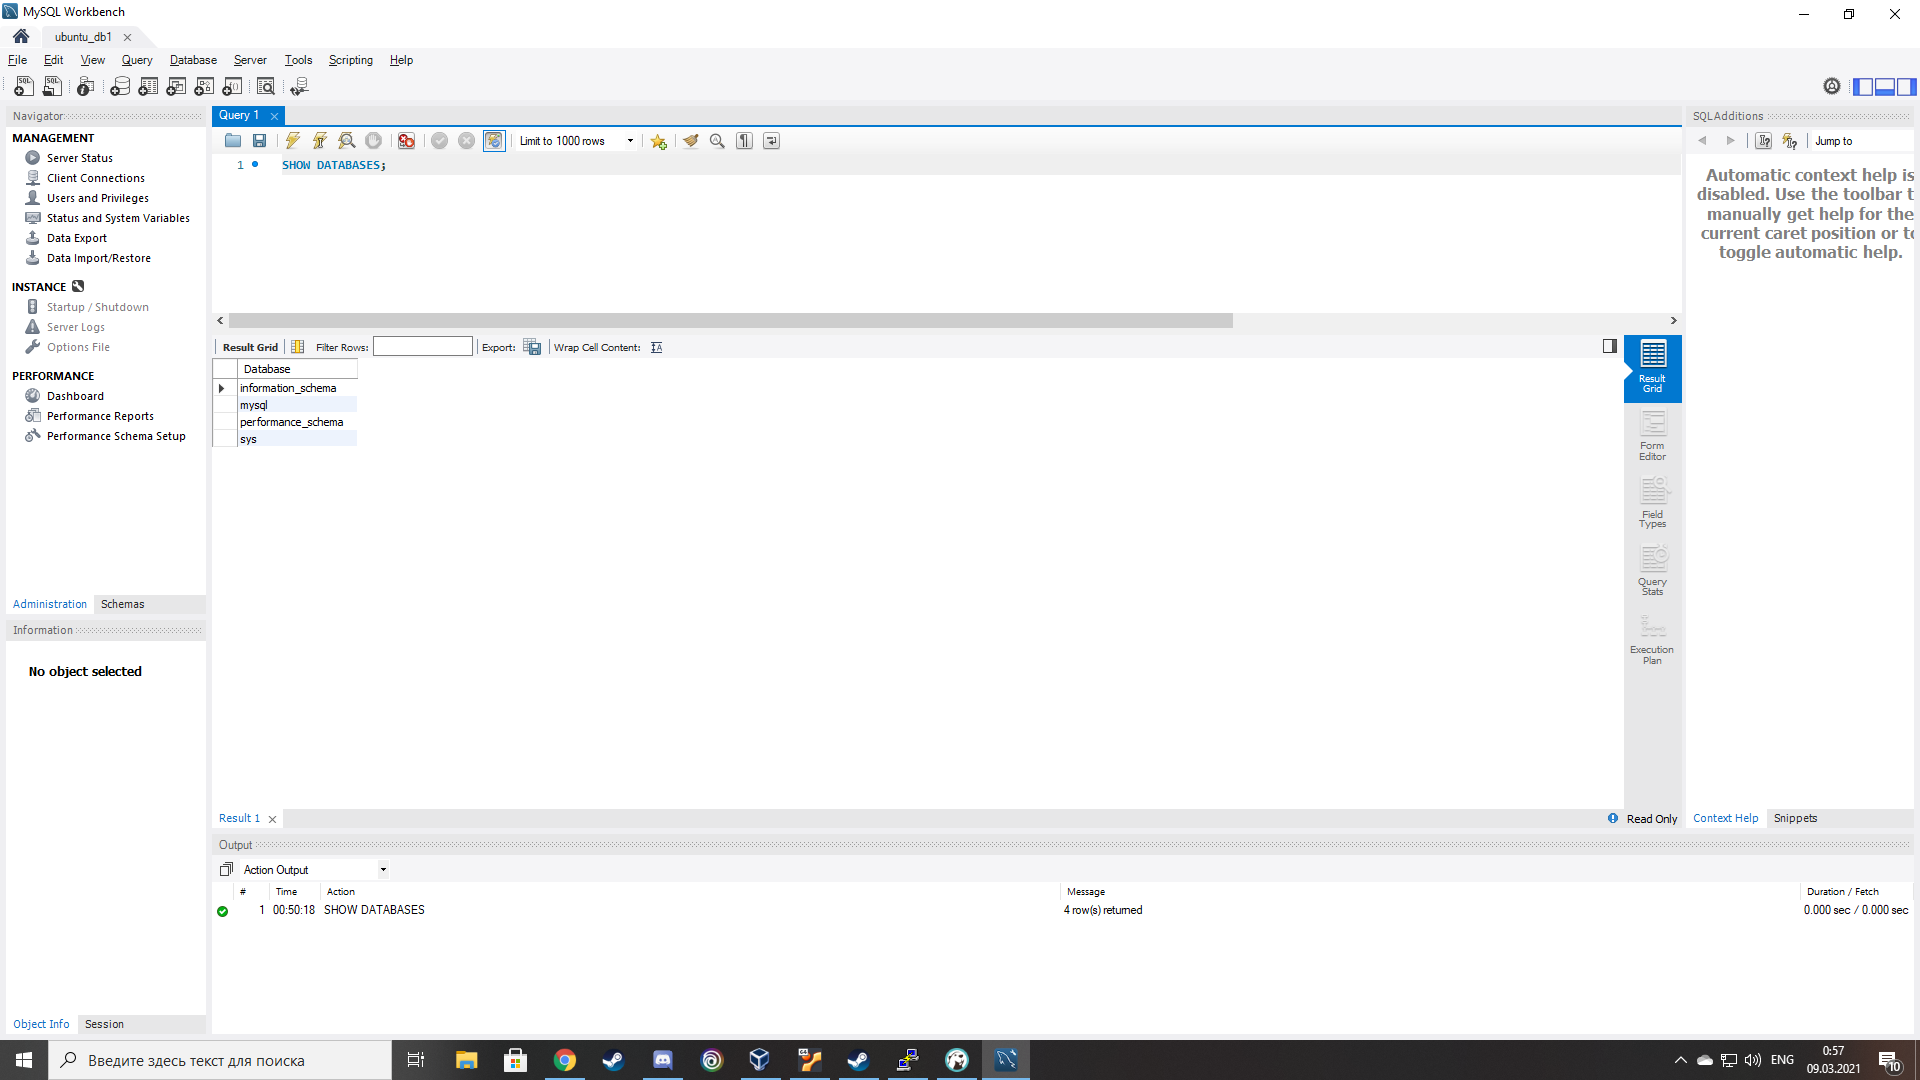 MySQL Workbench
ubuntu_db1
File Edit View Query Database Server Tools Scripting Help
Navigator
MANAGEMENT
Server Status
Client Connections
Users and Privileges
Status and System Variables
Data Export
Data Import/Restore
INSTANCE
Startup / Shutdown
Server Logs
Options File
PERFORMANCE
Dashboard
Performance Reports
Performance Schema Setup
Administration Schemas
Information
No object selected
Object Info Session
Query 1
Limit to 1000 rows
1 SHOW DATABASES;
Result Grid Filter Rows: Export: Wrap Cell Content:
Database
information_schema
mysql
performance_schema
sys
Result
Grid
Form
Editor
Field
Types
Query
Stats
Execution
Plan
Result 1
Read Only
SQLAdditions
Jump to
Automatic context help is
disabled. Use the toolbar t
manually get help for the
current caret position or to
toggle automatic help.
Context Help Snippets
Output
Action Output
# Time Action Message Duration / Fetch
1 00:50:18 SHOW DATABASES 4 row(s) returned 0.000 sec / 0.000 sec
Введите здесь текст для поиска
ENG
0:57
09.03.2021
10